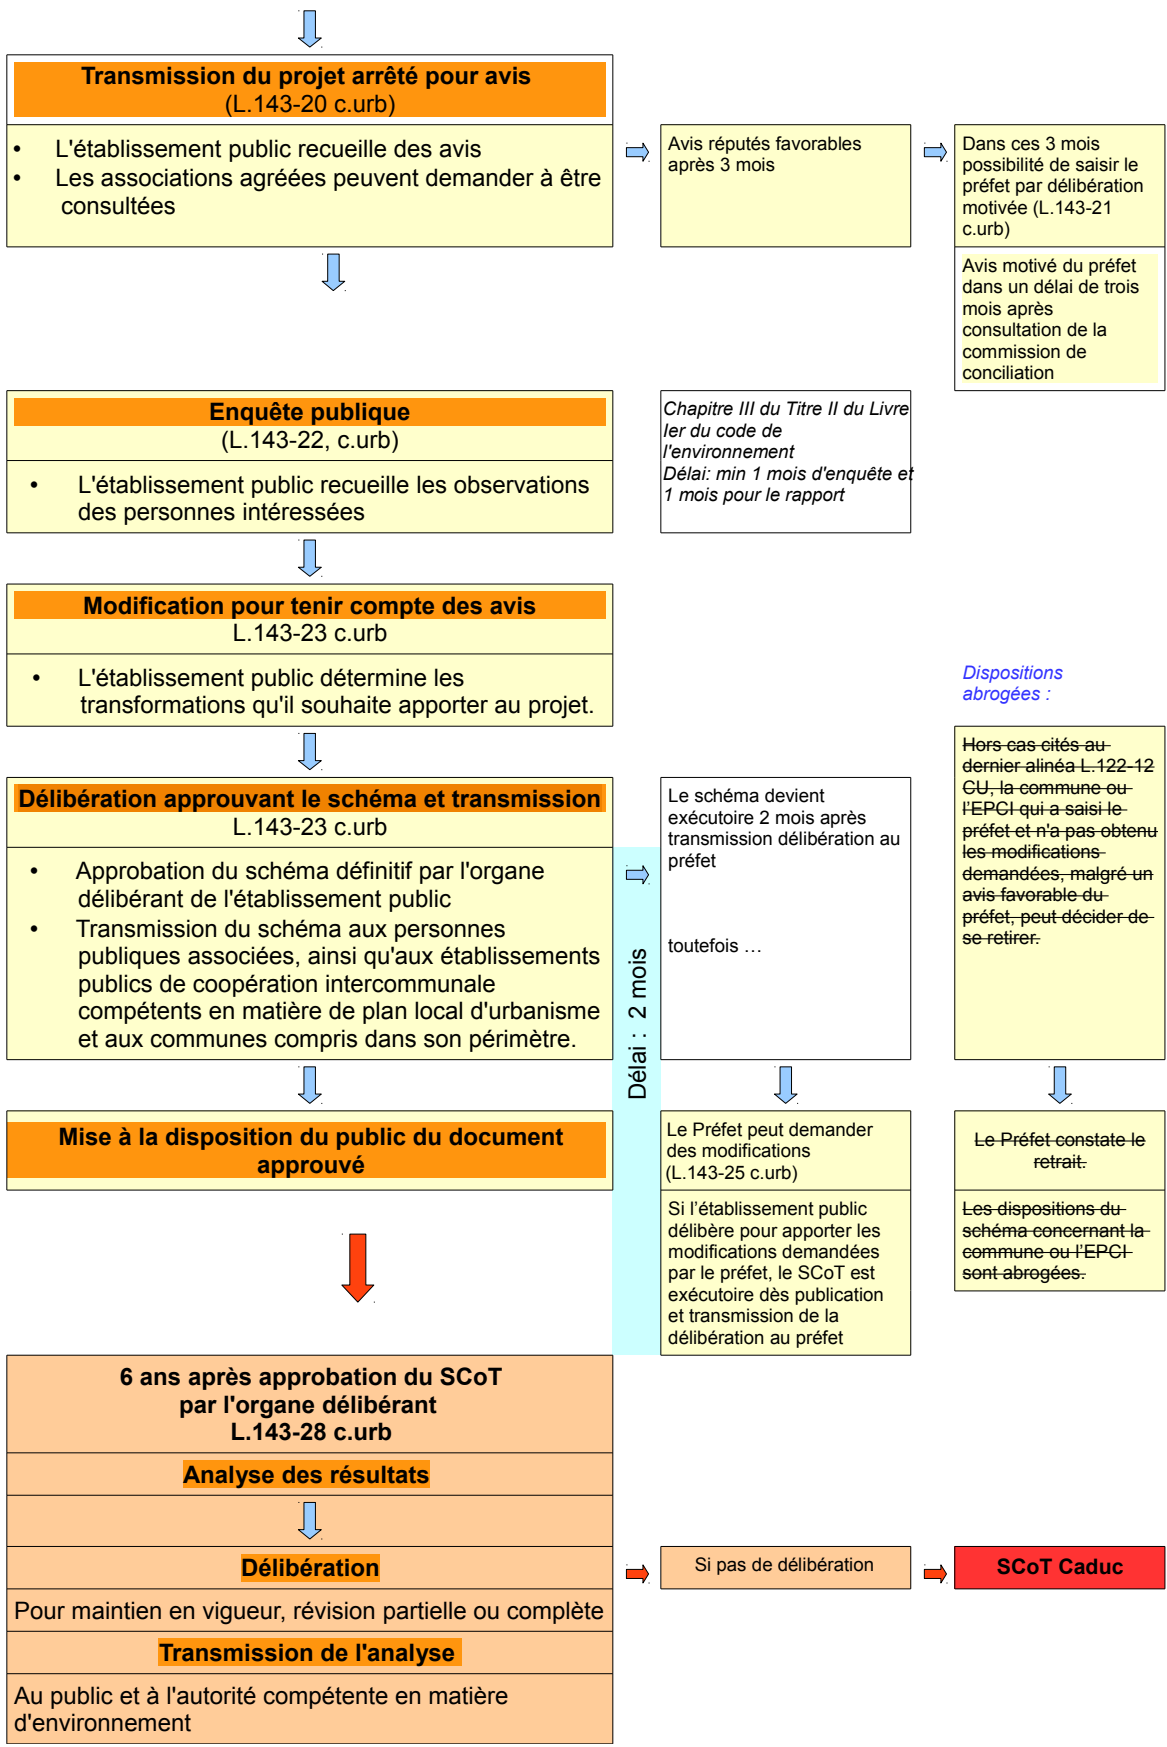 Transmission du projet arrêté pour avis
(L.143-20 c.urb)
• L'établissement public recueille des avis
• Les associations agréées peuvent demander à être
consultées
Avis réputés favorables
après 3 mois
Dans ces 3 mois
possibilité de saisir le
préfet par délibération
motivée (L.143-21
c.urb)
Avis motivé du préfet
dans un délai de trois
mois après
consultation de la
commission de
conciliation
Enquête publique
(L.143-22, c.urb)
• L'établissement public recueille les observations
des personnes intéressées
Chapitre III du Titre II du Livre
Ier du code de
l'environnement
Délai: min 1 mois d'enquête et
1 mois pour le rapport
Modification pour tenir compte des avis
L.143-23 c.urb
• L'établissement public détermine les
transformations qu'il souhaite apporter au projet.
Dispositions
abrogées :
Délibération approuvant le schéma et transmission
L.143-23 c.urb
• Approbation du schéma définitif par l'organe
délibérant de l'établissement public
• Transmission du schéma aux personnes
publiques associées, ainsi qu'aux établissements
publics de coopération intercommunale
compétents en matière de plan local d'urbanisme
et aux communes compris dans son périmètre.
Délai : 2 mois
Le schéma devient
exécutoire 2 mois après
transmission délibération au
préfet
toutefois ...
Hors cas cités au
dernier alinéa L.122-12
CU, la commune ou
l'EPCI qui a saisi le
préfet et n'a pas obtenu
les modifications
demandées, malgré un
avis favorable du
préfet, peut décider de
se retirer.
Mise à la disposition du public du document
approuvé
Le Préfet peut demander
des modifications
(L.143-25 c.urb)
Si l'établissement public
délibère pour apporter les
modifications demandées
par le préfet, le SCoT est
exécutoire dès publication
et transmission de la
délibération au préfet
Le Préfet constate le
retrait.
Les dispositions du
schéma concernant la
commune ou l'EPCI
sont abrogées.
6 ans après approbation du SCoT
par l'organe délibérant
L.143-28 c.urb
Analyse des résultats
Délibération
Si pas de délibération
SCoT Caduc
Pour maintien en vigueur, révision partielle ou complète
Transmission de l'analyse
Au public et à l'autorité compétente en matière
d'environnement